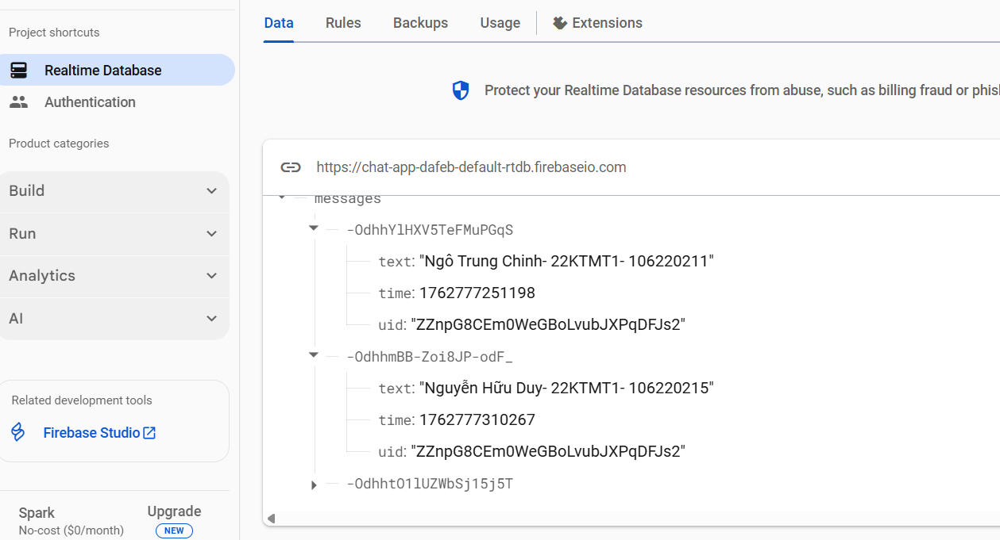 Project shortcuts
Realtime Database
Authentication
Product categories
Build
Run
Analytics
AI
Related development tools
Firebase Studio
Spark
No-cost ($0/month)
Upgrade
NEW
Data Rules Backups Usage Extensions
Protect your Realtime Database resources from abuse, such as billing fraud or
https://chat-app-dafeb-default-rtdb.firebaseio.com
messages
-OdhhYlHXV5TeFMuPGqS
text: "Ngô Trung Chinh- 22KTMT1- 106220211"
time: 1762777251198
uid: "ZZnpG8CEm0WeGBoLvubJXPqDFJs2"
-OdhhmBB-Zoi8JP-odF_
text: "Nguyễn Hữu Duy- 22KTMT1- 106220215"
time: 1762777310267
uid: "ZZnpG8CEm0WeGBoLvubJXPqDFJs2"
-OdhhtO1lUZWbSj15j5T